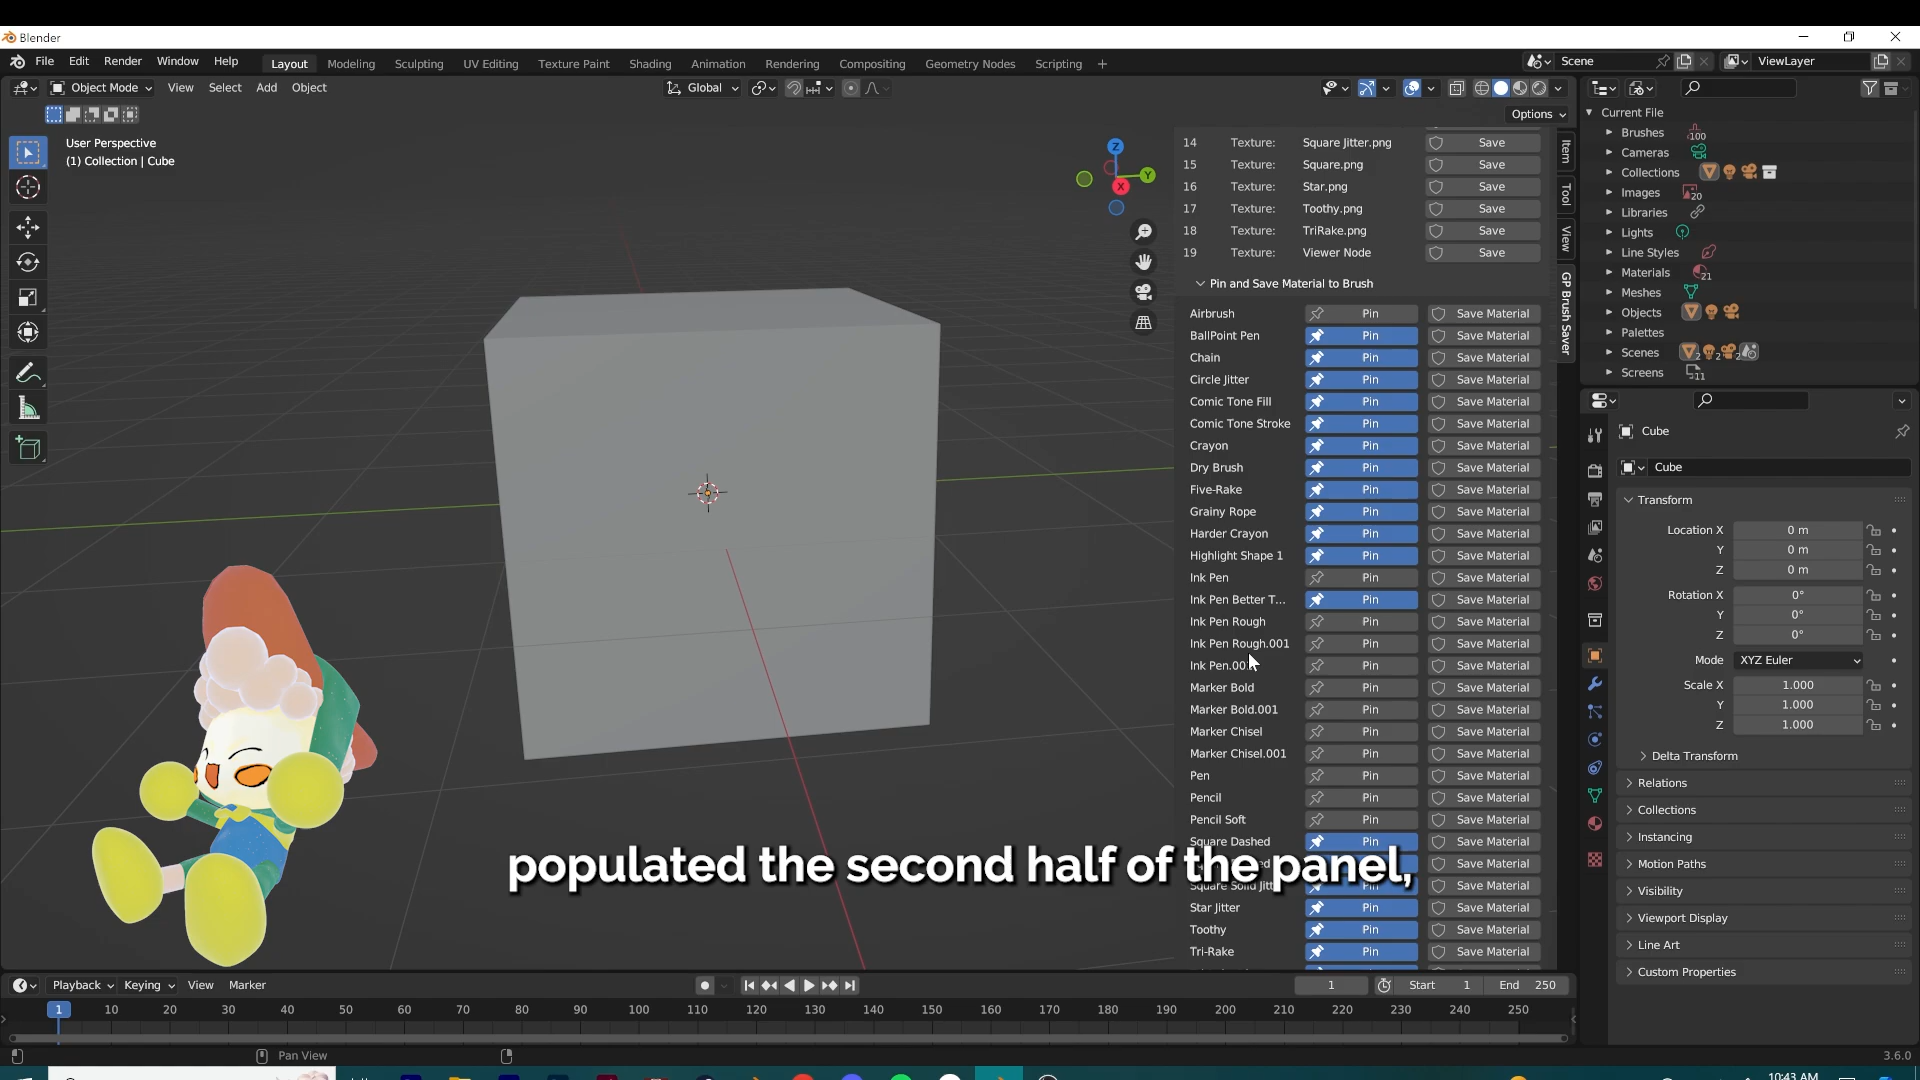 Blender
File Edit Render Window Help Layout Modeling Sculpting UV Editing Texture Paint Shading Animation Rendering Compositing Geometry Nodes Scripting + Scene ViewLayer
Object Mode View Select Add Object Global
Options
User Perspective
(1) Collection | Cube
Z
Y
X
14 Texture: Square Jitter.png Save
15 Texture: Square.png Save
16 Texture: Star.png Save
17 Texture: Toothy.png Save
18 Texture: TriRake.png Save
19 Texture: Viewer Node Save
Pin and Save Material to Brush
Airbrush Pin Save Material
BallPoint Pen Pin Save Material
Chain Pin Save Material
Circle Jitter Pin Save Material
Comic Tone Fill Pin Save Material
Comic Tone Stroke Pin Save Material
Crayon Pin Save Material
Dry Brush Pin Save Material
Five-Rake Pin Save Material
Grainy Rope Pin Save Material
Harder Crayon Pin Save Material
Highlight Shape 1 Pin Save Material
Ink Pen Pin Save Material
Ink Pen Better T... Pin Save Material
Ink Pen Rough Pin Save Material
Ink Pen Rough.001 Pin Save Material
Pin Save Material
Marker Bold Pin Save Material
Marker Bold.001 Pin Save Material
Marker Chisel Pin Save Material
Marker Chisel.001 Pin Save Material
Pen Pin Save Material
Pencil Pin Save Material
Pencil Soft Pin Save Material
Square Dashed Pin Save Material
Save Material
Square Solid Pin Save Material
Star Jitter Pin Save Material
Toothy Pin Save Material
Tri-Rake Pin Save Material
Item
Tool
View
GP Brush Saver
populated the second half of the panel,
Current File
Brushes 100
Cameras
Collections
Images 20
Libraries
Lights
Line Styles
Materials 21
Meshes
Objects
Palettes
Scenes 2 2 2
Screens 11
Cube
Cube
Transform
Location X 0 m
Y 0 m
Z 0 m
Rotation X 0°
Y 0°
Z 0°
Mode XYZ Euler
Scale X 1.000
Y 1.000
Z 1.000
Delta Transform
Relations
Collections
Instancing
Motion Paths
Visibility
Viewport Display
Line Art
Custom Properties
Playback Keying View Marker 1 Start 1 End 250
1 10 20 30 40 50 60 70 80 90 100 110 120 130 140 150 160 170 180 190 200 210 220 230 240 250
Pan View 3.6.0
10:43 AM